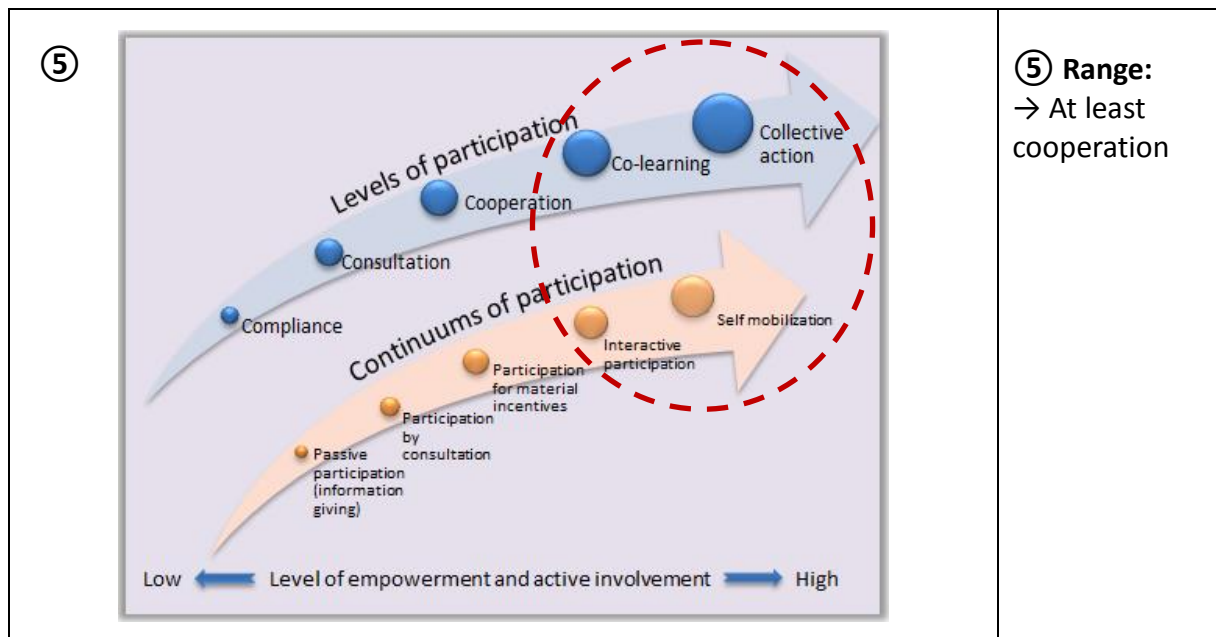 ⑤
Levels of participation
Compliance
Consultation
Cooperation
Co-learning
Collective
action
Continuums of participation
Passive
participation
(information
giving)
Participation
by
consultation
Participation
for material
incentives
Interactive
participation
Self mobilization
Low
Level of empowerment and active involvement
High
⑤ Range:
→ At least
cooperation